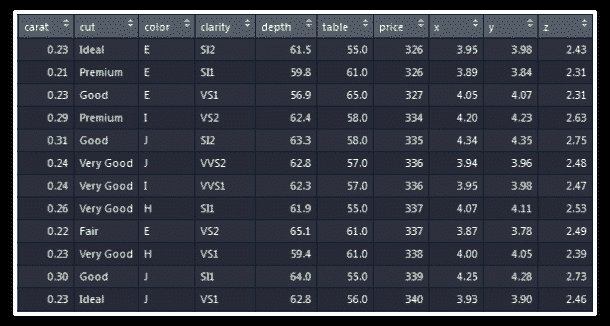 carat cut color clarity depth table price x y z
0.23 Ideal E SI2 61.5 55.0 326 3.95 3.98 2.43
0.21 Premium E SI1 59.8 61.0 326 3.89 3.84 2.31
0.23 Good E VS1 56.9 65.0 327 4.05 4.07 2.31
0.29 Premium I VS2 62.4 58.0 334 4.20 4.23 2.63
0.31 Good J SI2 63.3 58.0 335 4.34 4.35 2.75
0.24 Very Good J VVS2 62.8 57.0 336 3.94 3.96 2.48
0.24 Very Good I VVS1 62.3 57.0 336 3.95 3.98 2.47
0.26 Very Good H SI1 61.9 55.0 337 4.07 4.11 2.53
0.22 Fair E VS2 65.1 61.0 337 3.87 3.78 2.49
0.23 Very Good H VS1 59.4 61.0 338 4.00 4.05 2.39
0.30 Good J SI1 64.0 55.0 339 4.25 4.28 2.73
0.23 Ideal J VS1 62.8 56.0 340 3.93 3.90 2.46